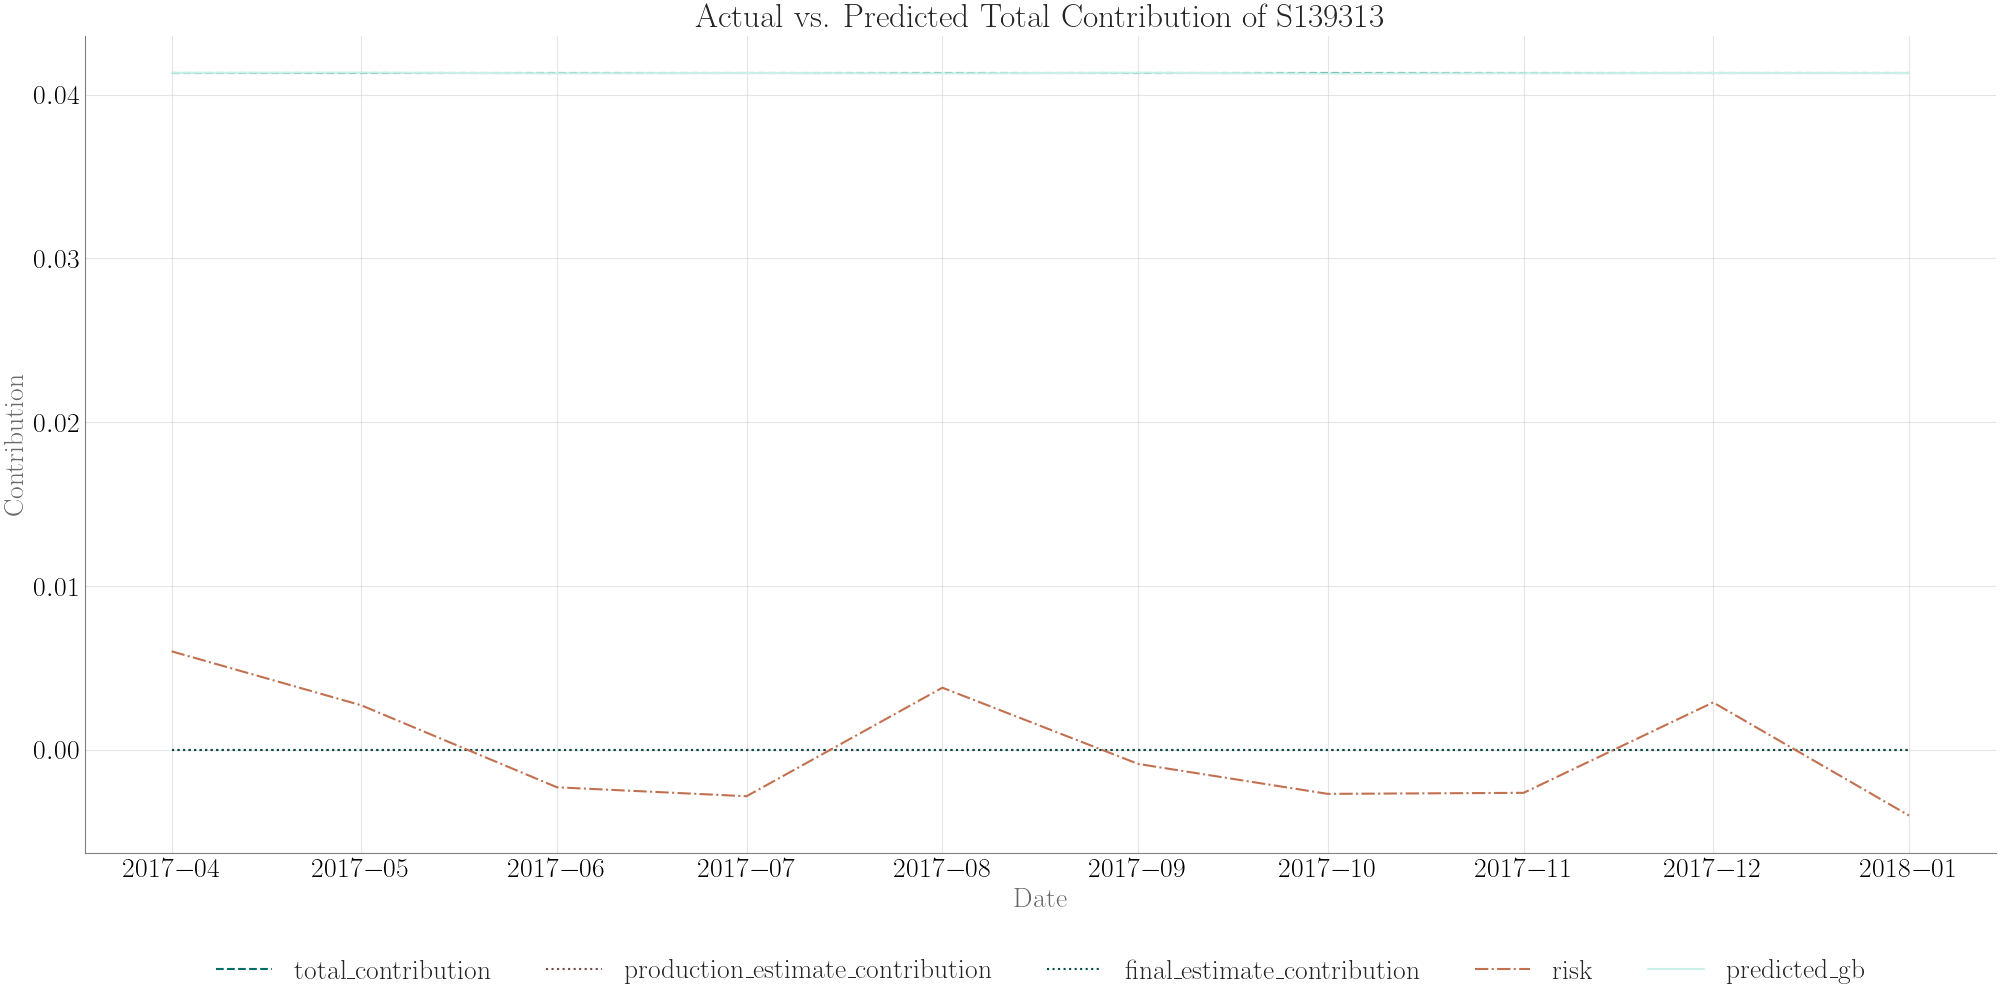 Actual vs. Predicted Total Contribution of S139313
Contribution
0.04
0.03
0.02
0.01
0.00
2017–04 2017–05 2017–06 2017–07 2017–08 2017–09 2017–10 2017–11 2017–12 2018–01
Date
total_contribution production_estimate_contribution final_estimate_contribution risk predicted_gb